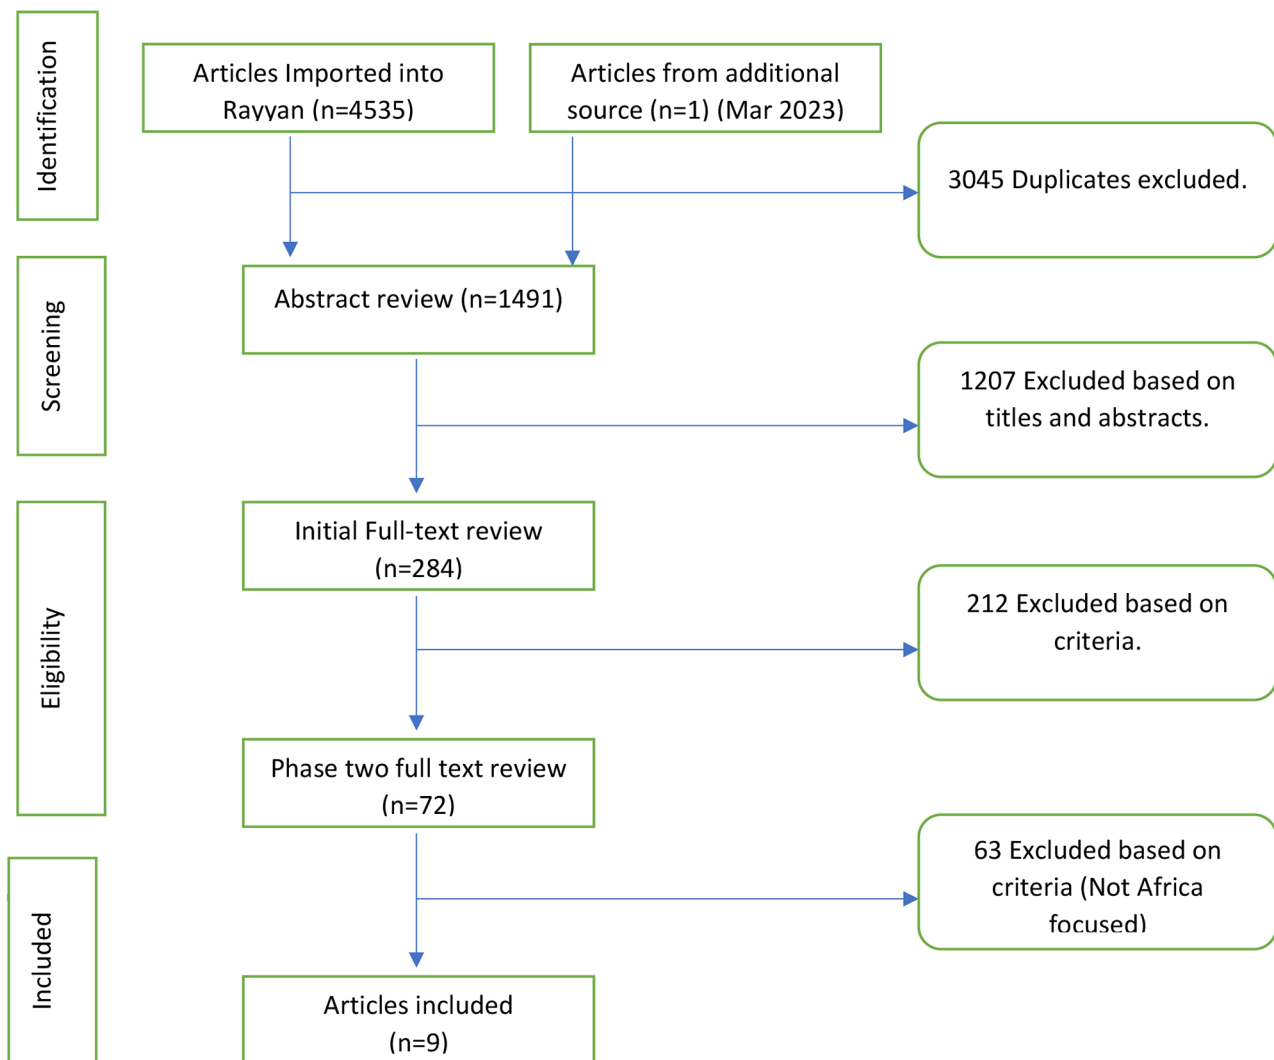 Identification
Articles Imported into
Rayyan (n=4535)
Articles from additional
source (n=1) (Mar 2023)
3045 Duplicates excluded.
Screening
Abstract review (n=1491)
1207 Excluded based on
titles and abstracts.
Eligibility
Initial Full-text review
(n=284)
212 Excluded based on
criteria.
Phase two full text review
(n=72)
63 Excluded based on
criteria (Not Africa
focused)
Included
Articles included
(n=9)